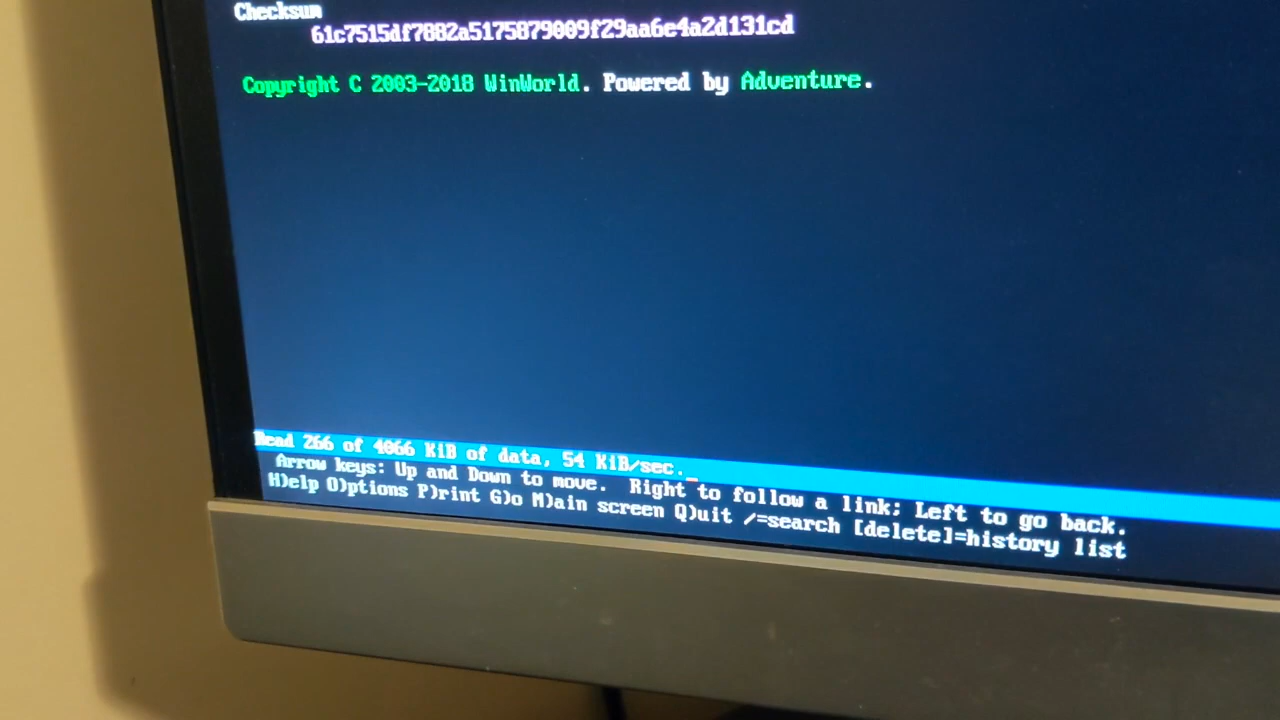 Checksum
61c7515df7882a5175879009f29aa6e4a2d131cd
Copyright C 2003-2018 WinWorld. Powered by Adventure.
Read 266 of 4066 KiB of data, 54 KiB/sec.
Arrow keys: Up and Down to move. Right to follow a link; Left to go back.
H)elp O)ptions P)rint G)o M)ain screen Q)uit /=search [delete]=history list